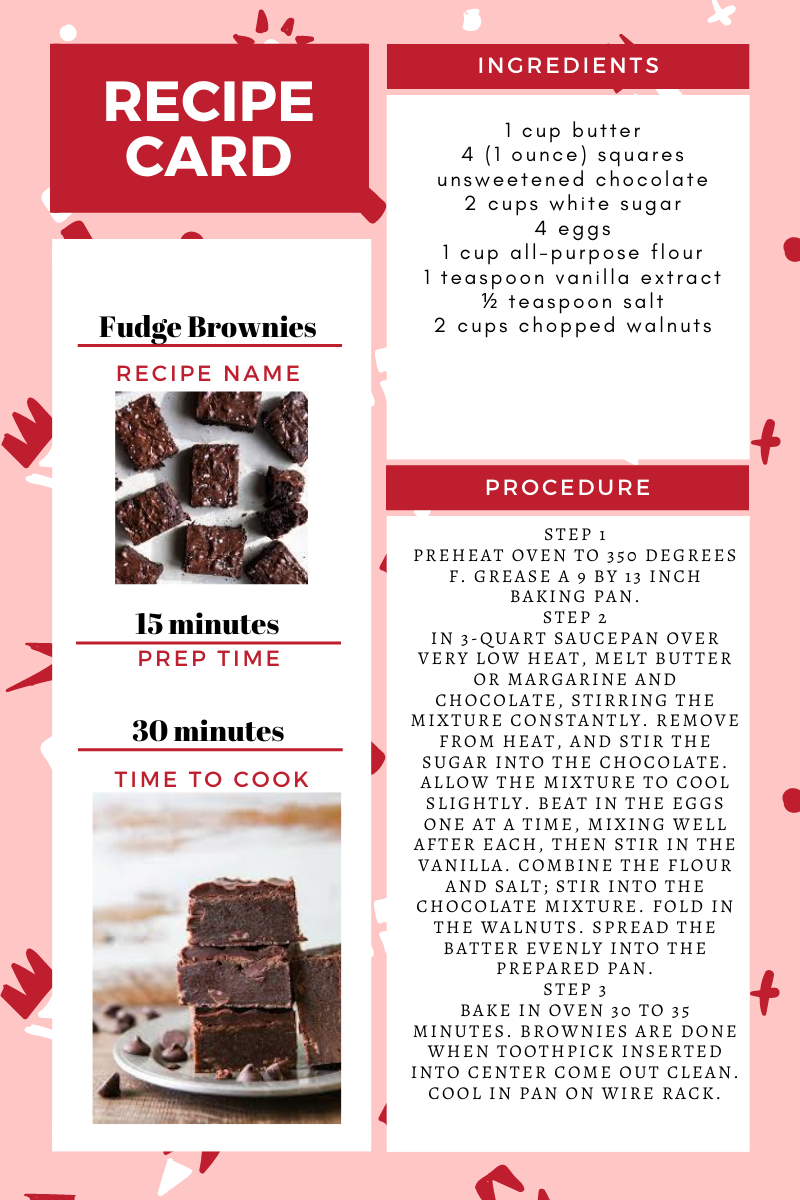 RECIPE
CARD
Fudge Brownies
RECIPE NAME
15 minutes
PREP TIME
30 minutes
TIME TO COOK
INGREDIENTS
1 cup butter
4 (1 ounce) squares
unsweetened chocolate
2 cups white sugar
4 eggs
1 cup all-purpose flour
1 teaspoon vanilla extract
½ teaspoon salt
2 cups chopped walnuts
PROCEDURE
STEP 1
PREHEAT OVEN TO 350 DEGREES
F. GREASE A 9 BY 13 INCH
BAKING PAN.
STEP 2
IN 3-QUART SAUCEPAN OVER
VERY LOW HEAT, MELT BUTTER
OR MARGARINE AND
CHOCOLATE, STIRRING THE
MIXTURE CONSTANTLY. REMOVE
FROM HEAT, AND STIR THE
SUGAR INTO THE CHOCOLATE.
ALLOW THE MIXTURE TO COOL
SLIGHTLY. BEAT IN THE EGGS
ONE AT A TIME, MIXING WELL
AFTER EACH, THEN STIR IN THE
VANILLA. COMBINE THE FLOUR
AND SALT; STIR INTO THE
CHOCOLATE MIXTURE. FOLD IN
THE WALNUTS. SPREAD THE
BATTER EVENLY INTO THE
PREPARED PAN.
STEP 3
BAKE IN OVEN 30 TO 35
MINUTES. BROWNIES ARE DONE
WHEN TOOTHPICK INSERTED
INTO CENTER COME OUT CLEAN.
COOL IN PAN ON WIRE RACK.